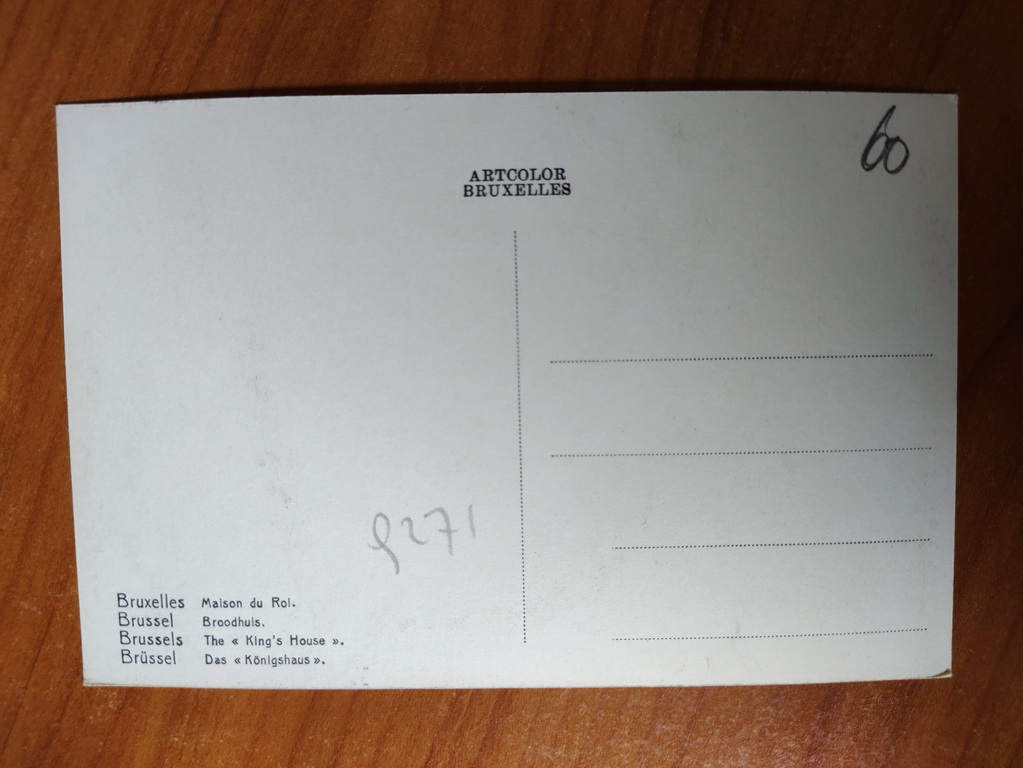 60
ARTCOLOR
BRUXELLES
9271
Bruxelles Maison du Roi.
Brussel Broodhuis.
Brussels The « King's House ».
Brüssel Das « Königshaus ».